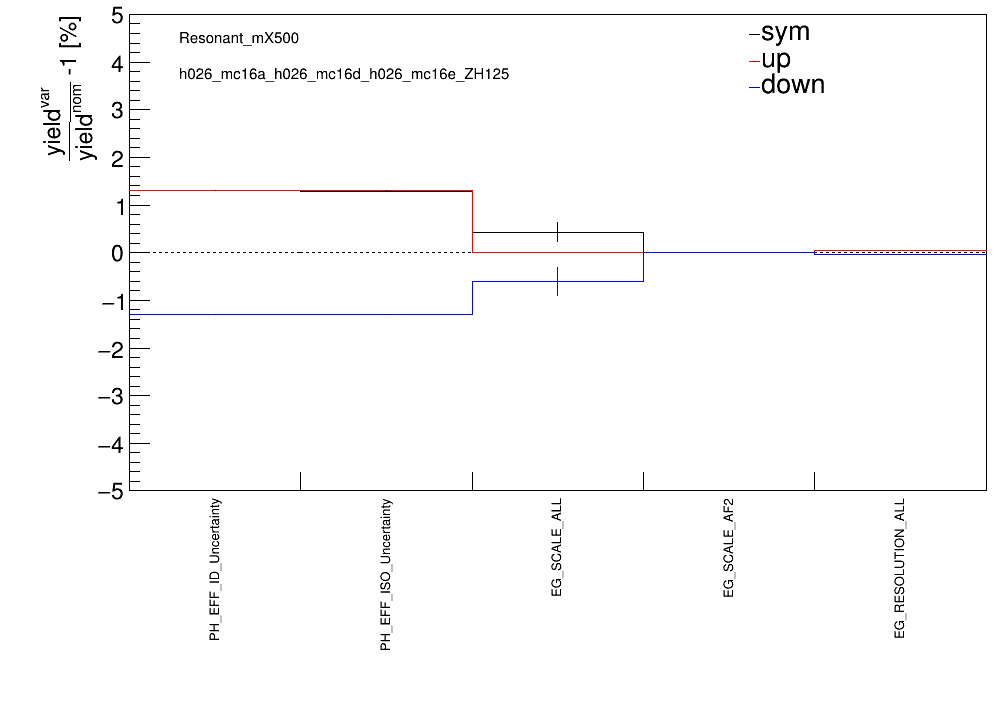 yield^var
yield^nom
-1 [%]
5
4
3
2
1
0
−1
−2
−3
−4
−5
Resonant_mX500
h026_mc16a_h026_mc16d_h026_mc16e_ZH125
sym
up
down
PH_EFF_ID_Uncertainty
PH_EFF_ISO_Uncertainty
EG_SCALE_ALL
EG_SCALE_AF2
EG_RESOLUTION_ALL